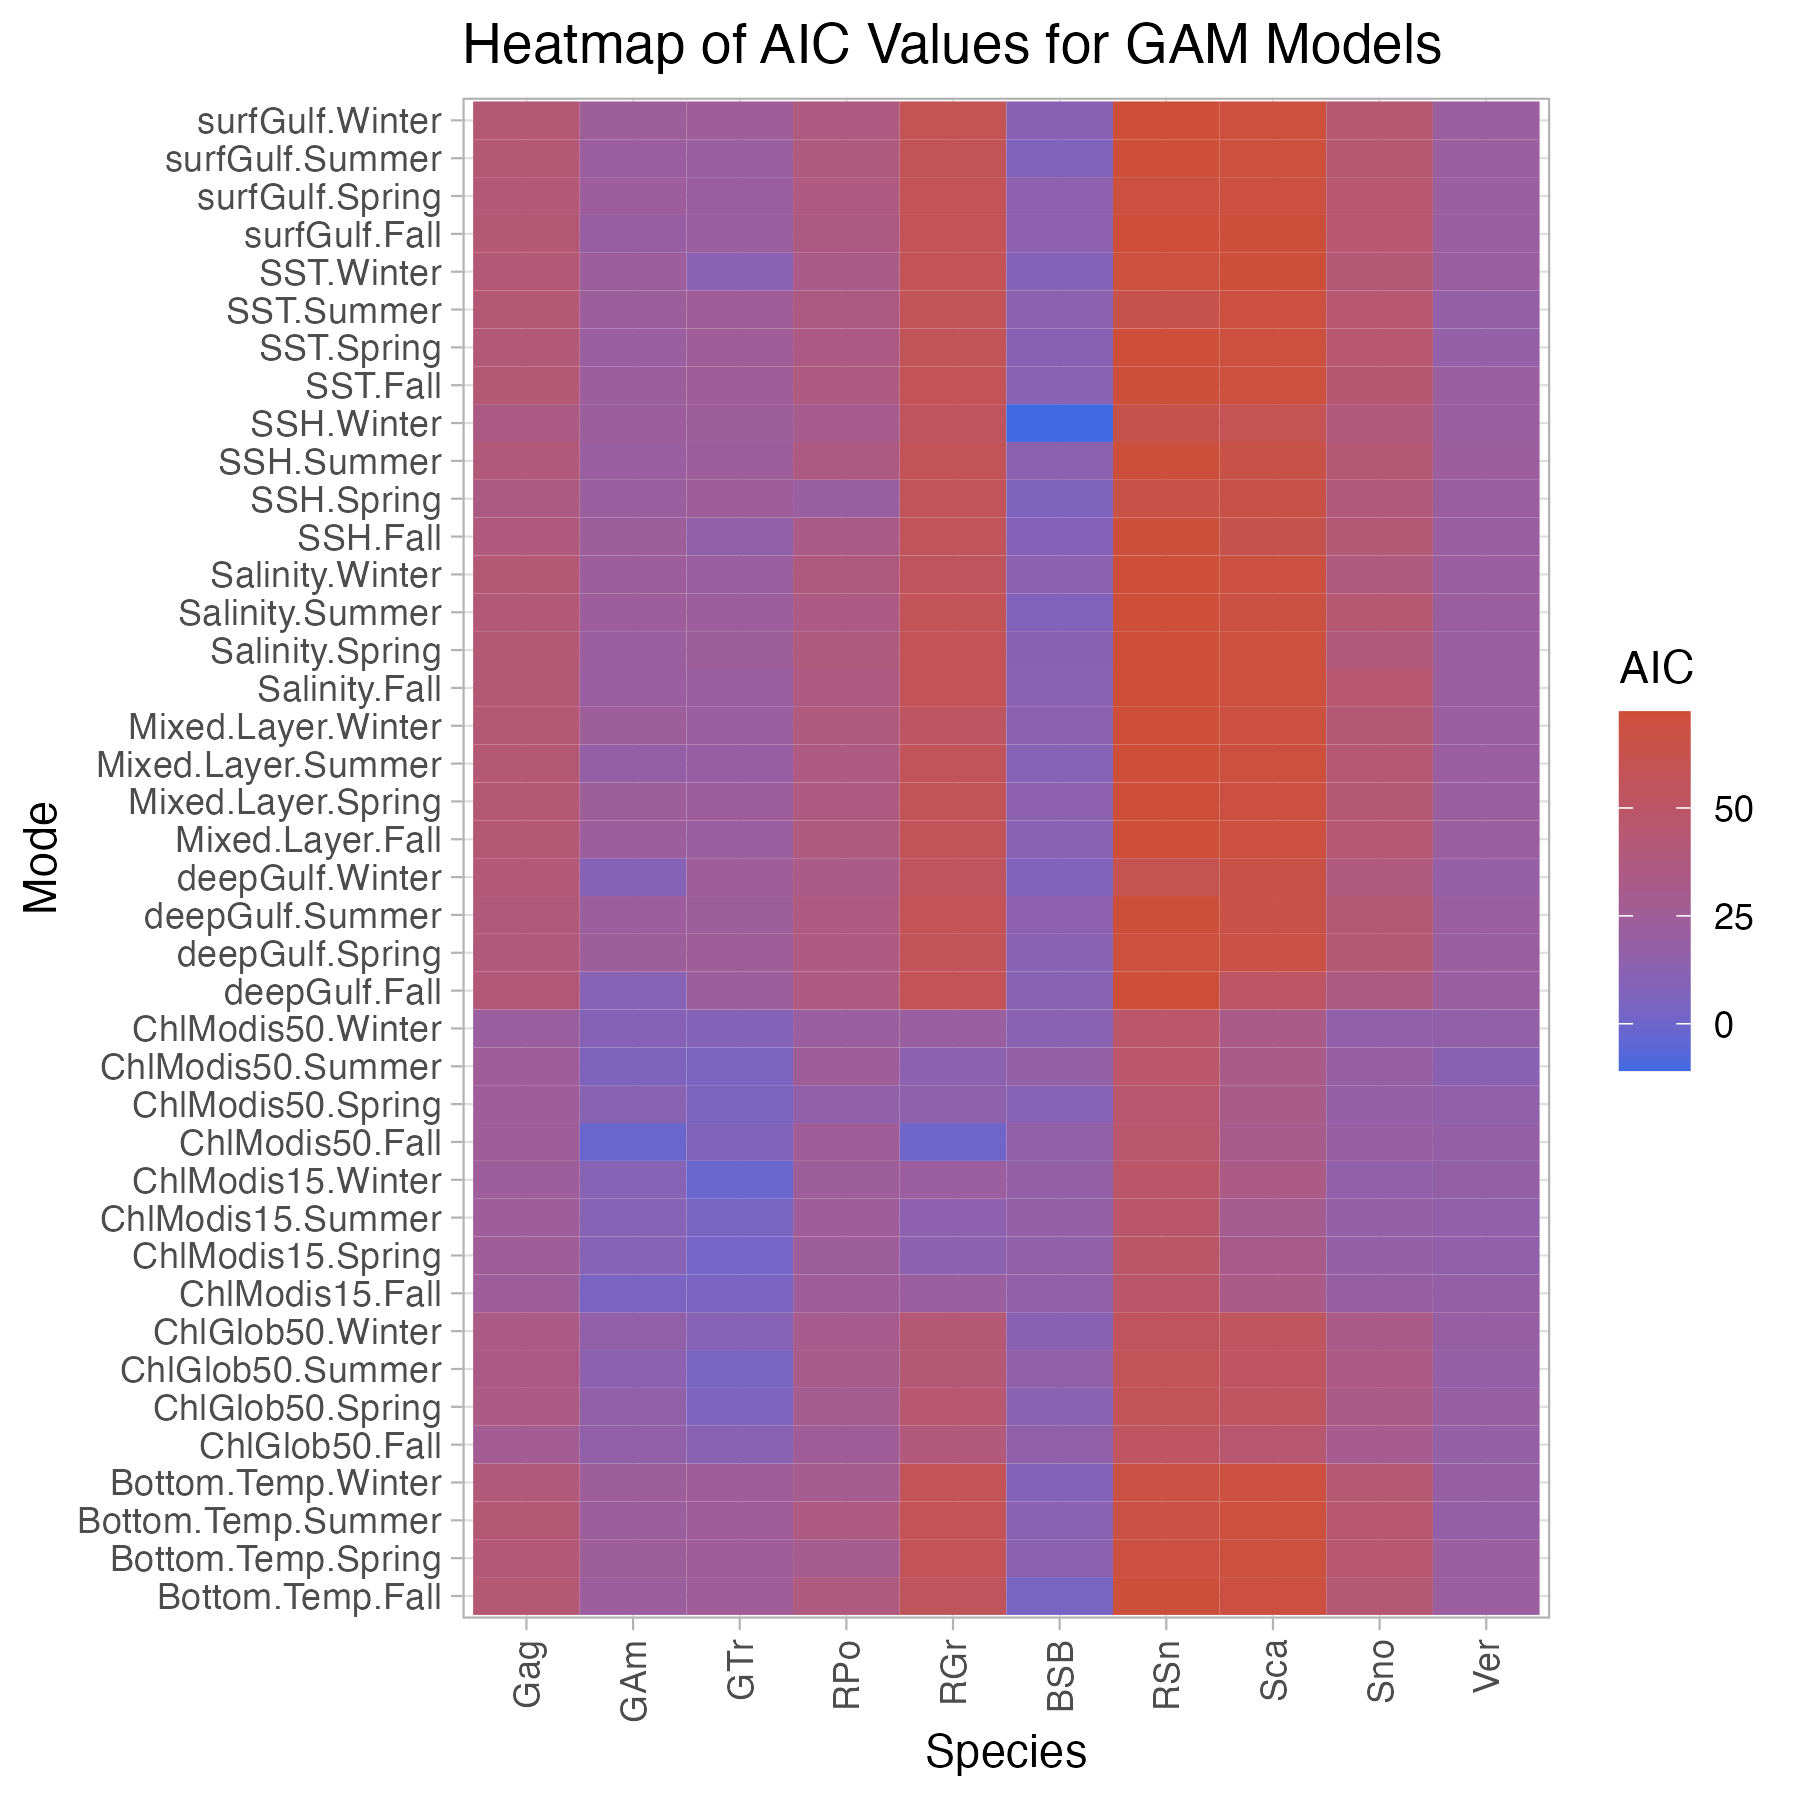 Heatmap of AIC Values for GAM Models
Mode
surfGulf.Winter
surfGulf.Summer
surfGulf.Spring
surfGulf.Fall
SST.Winter
SST.Summer
SST.Spring
SST.Fall
SSH.Winter
SSH.Summer
SSH.Spring
SSH.Fall
Salinity.Winter
Salinity.Summer
Salinity.Spring
Salinity.Fall
Mixed.Layer.Winter
Mixed.Layer.Summer
Mixed.Layer.Spring
Mixed.Layer.Fall
deepGulf.Winter
deepGulf.Summer
deepGulf.Spring
deepGulf.Fall
ChlModis50.Winter
ChlModis50.Summer
ChlModis50.Spring
ChlModis50.Fall
ChlModis15.Winter
ChlModis15.Summer
ChlModis15.Spring
ChlModis15.Fall
ChlGlob50.Winter
ChlGlob50.Summer
ChlGlob50.Spring
ChlGlob50.Fall
Bottom.Temp.Winter
Bottom.Temp.Summer
Bottom.Temp.Spring
Bottom.Temp.Fall
Gag
GAm
GTr
RPo
RGr
BSB
RSn
Sca
Sno
Ver
Species
AIC
50
25
0